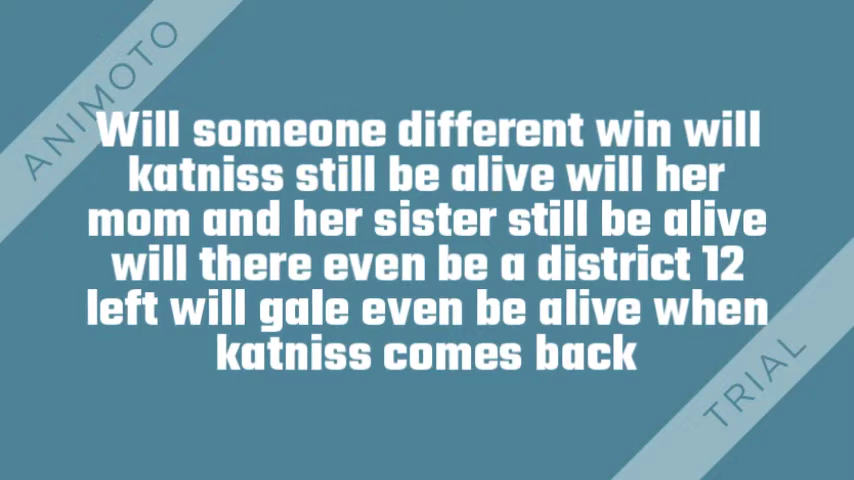 ANIMOTO
Will someone different win will
katniss still be alive will her
mom and her sister still be alive
will there even be a district 12
left will gale even be alive when
katniss comes back
TRIAL